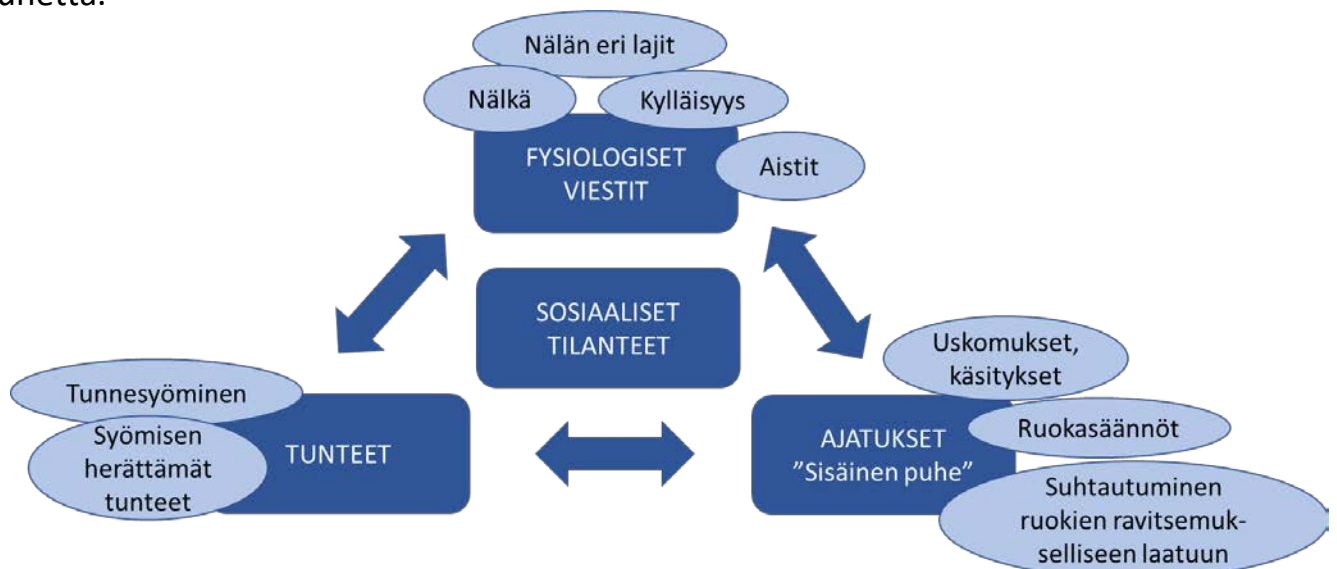 Nälän eri lajit
Nälkä
Kylläisyys
FYSIOLOGISET
VIESTIT
Aistit
SOSIAALISET
TILANTEET
Uskomukset,
käsitykset
Tunnesyöminen
Ruokasäännöt
Syömisen
herättämät
tunteet
TUNTEET
AJATUKSET
”Sisäinen puhe”
Suhtautuminen
ruokien ravitsemuk-
selliseen laatuun